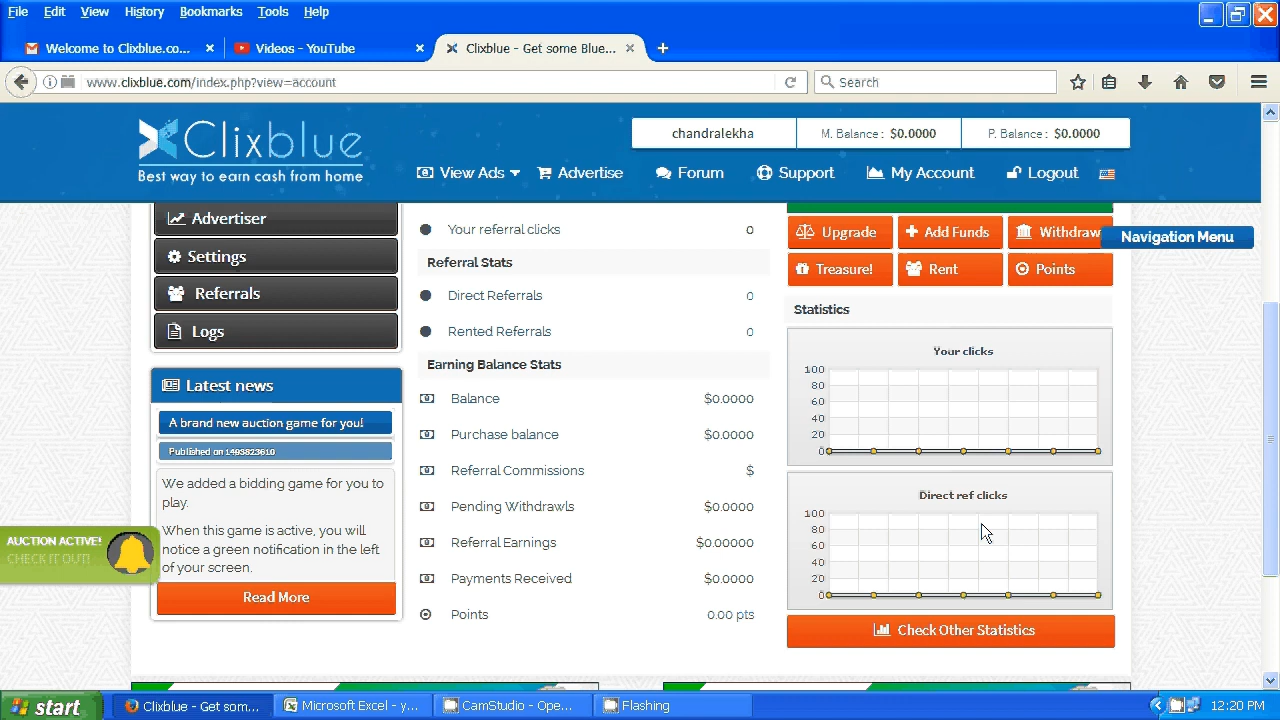 File Edit View History Bookmarks Tools Help
Welcome to Clixblue.co...
Videos - YouTube
Clixblue - Get some Blue...
www.clixblue.com/index.php?view=account
Search
Clixblue
Best way to earn cash from home
chandralekha
M. Balance : $0.0000
P. Balance : $0.0000
View Ads
Advertise
Forum
Support
My Account
Logout
Navigation Menu
Advertiser
Settings
Referrals
Logs
Latest news
A brand new auction game for you!
Published on 1493823610
We added a bidding game for you to
play.
When this game is active, you will
notice a green notification in the left
of your screen.
Read More
AUCTION ACTIVE!
CHECK IT OUT!
Your referral clicks 0
Referral Stats
Direct Referrals 0
Rented Referrals 0
Earning Balance Stats
Balance $0.0000
Purchase balance $0.0000
Referral Commissions $
Pending Withdrawls $0.0000
Referral Earnings $0.00000
Payments Received $0.0000
Points 0.00 pts
Upgrade
Add Funds
Withdraw
Treasure!
Rent
Points
Statistics
Your clicks
100
80
60
40
20
0
Direct ref clicks
100
80
60
40
20
0
Check Other Statistics
start
Clixblue - Get som...
Microsoft Excel - y...
CamStudio - Ope...
Flashing
12:20 PM